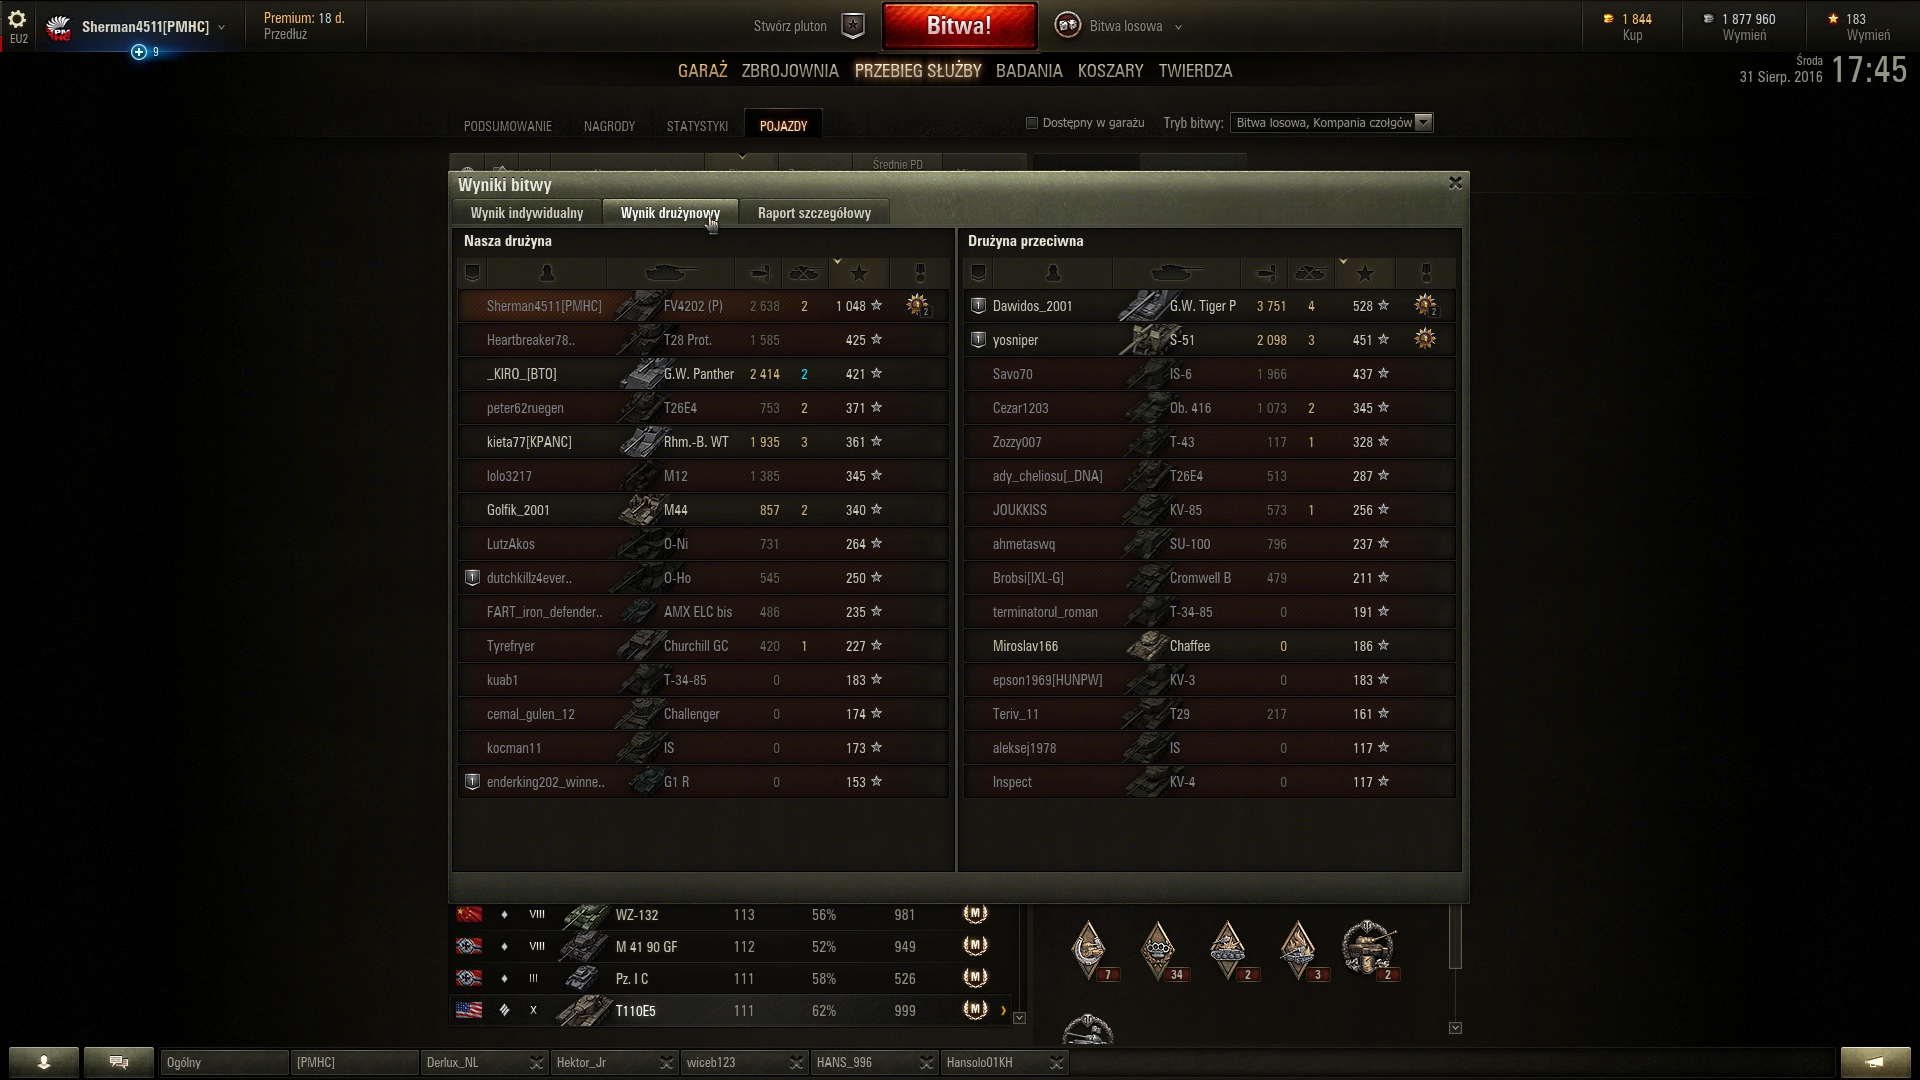 Sherman4511[PMHC]
EU2
9
Premium: 18 d.
Przedłuż
Stwórz pluton
Bitwa!
Bitwa losowa
1 844
Kup
1 877 960
Wymień
183
Wymień
GARAŻ ZBROJOWNIA PRZEBIEG SŁUŻBY BADANIA KOSZARY TWIERDZA
Środa
31 Sierp. 2016
17:45
PODSUMOWANIE NAGRODY STATYSTYKI POJAZDY
Dostępny w garażu
Tryb bitwy: Bitwa losowa, Kompania czołgów
Średnie PD
Wyniki bitwy
Wynik indywidualny Wynik drużynowy Raport szczegółowy
Nasza drużyna
Sherman4511[PMHC] FV4202 (P) 2 638 2 1 048 2
Heartbreaker78.. T28 Prot. 1 585 425
_KIRO_[BTO] G.W. Panther 2 414 2 421
peter62ruegen T26E4 753 2 371
kieta77[KPANC] Rhm.-B. WT 1 935 3 361
lolo3217 M12 1 385 345
Golfik_2001 M44 857 2 340
LutzAkos O-Ni 731 264
1 dutchkillz4ever.. O-Ho 545 250
FART_iron_defender.. AMX ELC bis 486 235
Tyrefryer Churchill GC 420 1 227
kuab1 T-34-85 0 183
cemal_gulen_12 Challenger 0 174
kocman11 IS 0 173
1 enderking202_winne.. G1 R 0 153
Drużyna przeciwna
1 Dawidos_2001 G.W. Tiger P 3 751 4 528 2
1 yosniper S-51 2 098 3 451
Savo70 IS-6 1 966 437
Cezar1203 Ob. 416 1 073 2 345
Zozzy007 T-43 117 1 328
ady_cheliosu[_DNA] T26E4 513 287
JOUKKISS KV-85 573 1 256
ahmetaswq SU-100 796 237
Brobsi[IXL-G] Cromwell B 479 211
terminatorul_roman T-34-85 0 191
Miroslav166 Chaffee 0 186
epson1969[HUNPW] KV-3 0 183
Teriv_11 T29 217 161
aleksej1978 IS 0 117
Inspect KV-4 0 117
VIII WZ-132 113 56% 981 M
VIII M 41 90 GF 112 52% 949 M
III Pz. I C 111 58% 526 M
X T110E5 111 62% 999 M
7 34 2 3 2
Ogólny [PMHC] Derlux_NL Hektor_Jr wiceb123 HANS_996 Hansolo01KH